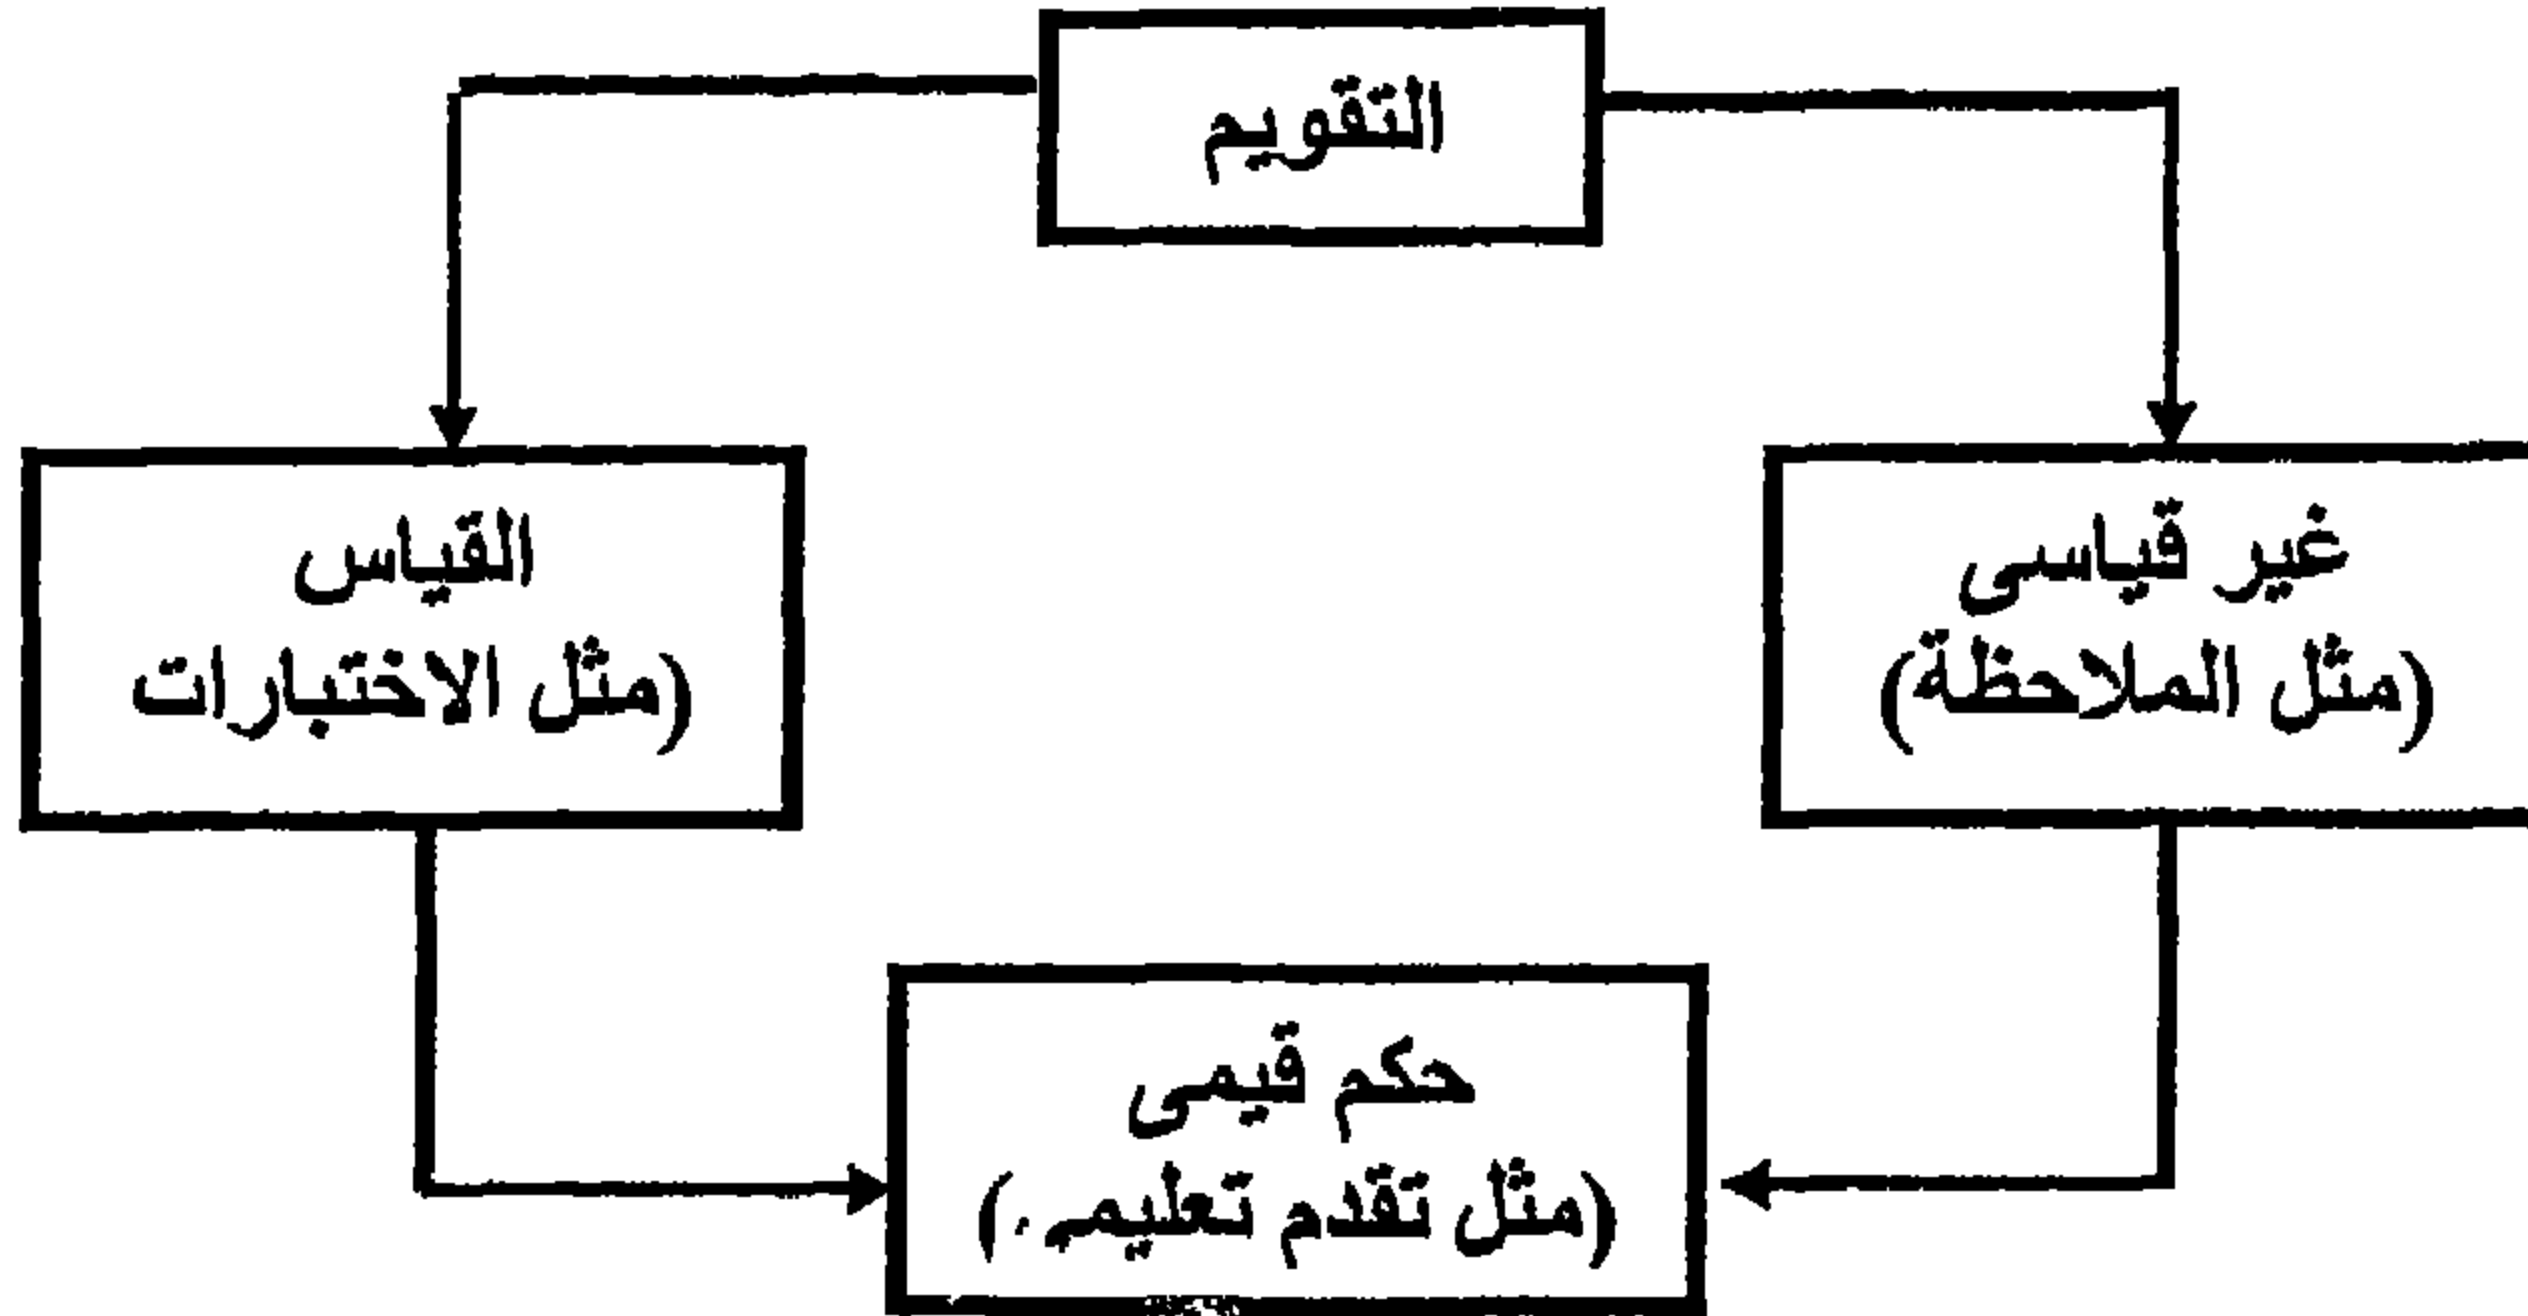 التقويم
غير قياسى
(مثل الملاحظة)
القياس
(مثل الاختبارات
حكم قيمى
(مثل تقدم تعليمى)